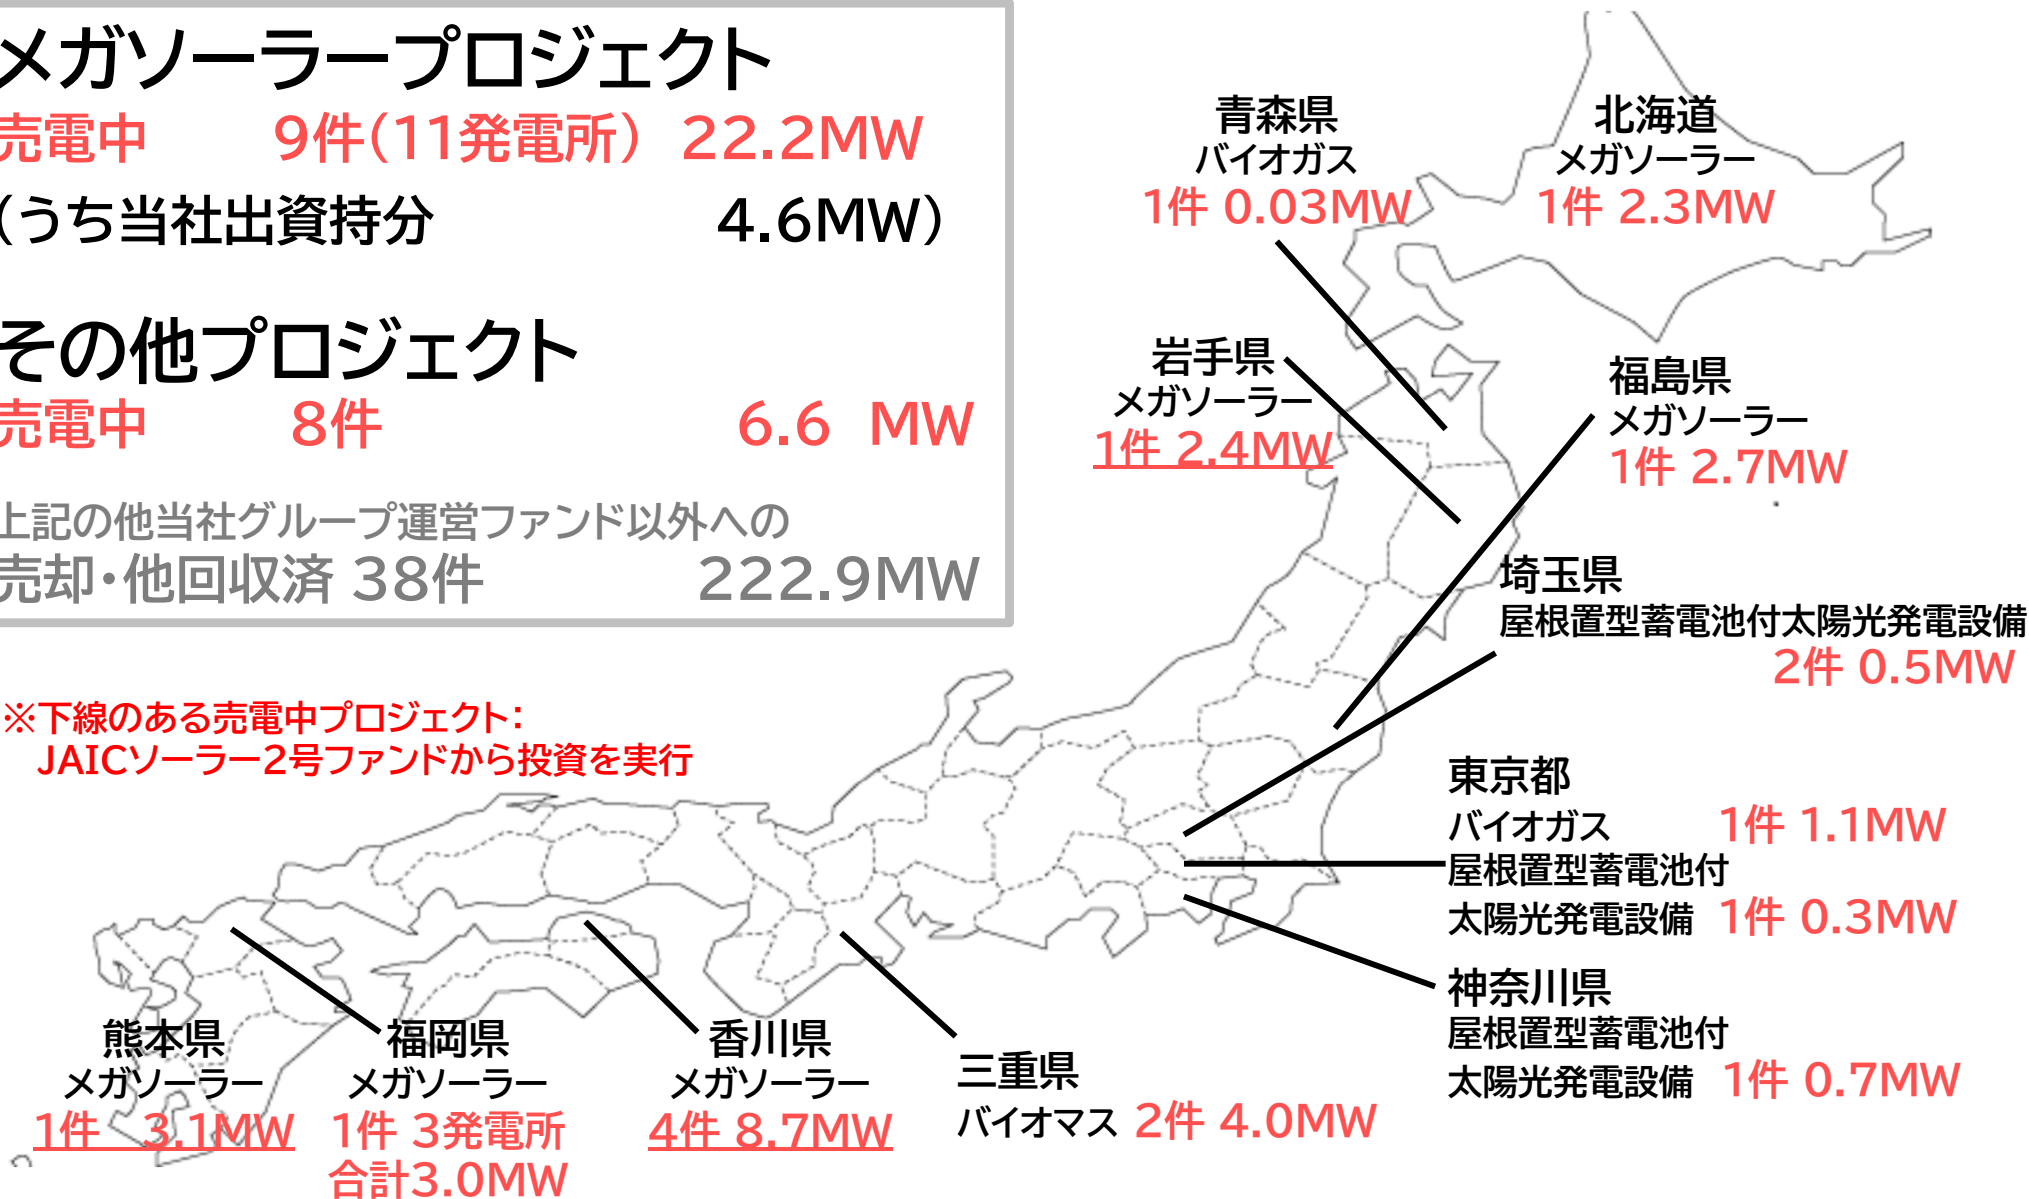 メガソーラープロジェクト
売電中 9件(11発電所) 22.2MW
(うち当社出資持分 4.6MW)
その他プロジェクト
売電中 8件 6.6 MW
上記の他当社グループ運営ファンド以外への
売却・他回収済 38件 222.9MW
※下線のある売電中プロジェクト:
JAICソーラー2号ファンドから投資を実行
青森県
バイオガス
1件 0.03MW
北海道
メガソーラー
1件 2.3MW
岩手県
メガソーラー
1件 2.4MW
福島県
メガソーラー
1件 2.7MW
埼玉県
屋根置型蓄電池付太陽光発電設備
2件 0.5MW
東京都
バイオガス 1件 1.1MW
屋根置型蓄電池付
太陽光発電設備 1件 0.3MW
神奈川県
屋根置型蓄電池付
太陽光発電設備 1件 0.7MW
熊本県
メガソーラー
1件 3.1MW
福岡県
メガソーラー
1件 3発電所
合計3.0MW
香川県
メガソーラー
4件 8.7MW
三重県
バイオマス 2件 4.0MW